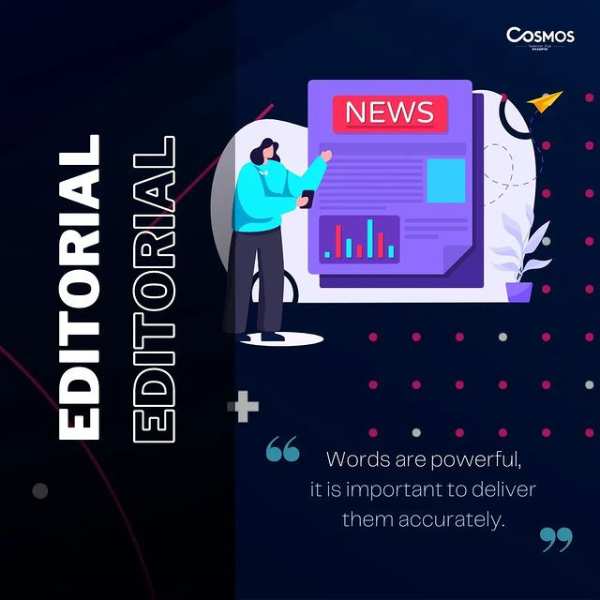 COSMOS
NEWS
EDITORIAL
EDITORIAL
“ Words are powerful,
it is important to deliver
them accurately. ”